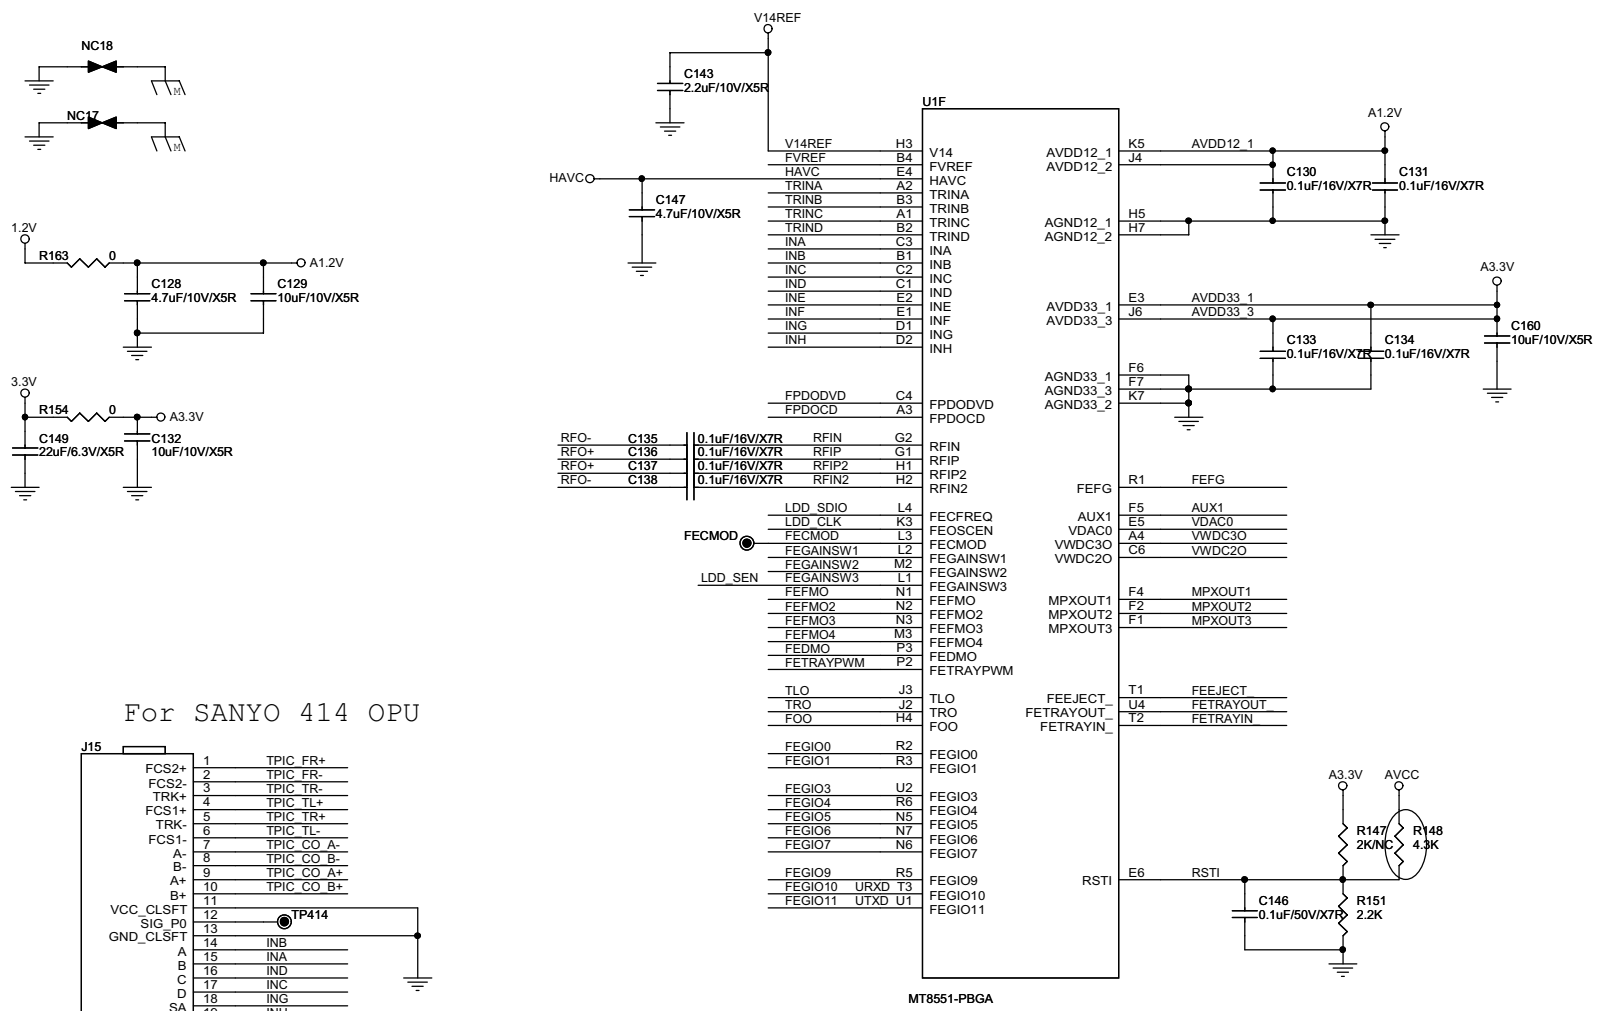 V14REF
NC18
M
C143
2.2uF/10V/X5R
NC17
M
HAVC
C147
4.7uF/10V/X5R
1.2V
R163 0
A1.2V
C128
4.7uF/10V/X5R
C129
10uF/10V/X5R
3.3V
R154 0
A3.3V
C149
22uF/6.3V/X5R
C132
10uF/10V/X5R
U1F
V14REF H3 V14
FVREF B4 FVREF
HAVC E4 HAVC
TRINA A2 TRINA
TRINB B3 TRINB
TRINC A1 TRINC
TRIND B2 TRIND
INA C3 INA
INB B1 INB
INC C2 INC
IND C1 IND
INE E2 INE
INF E1 INF
ING D1 ING
INH D2 INH
FPDODVD C4 FPDODVD
FPDOCD A3 FPDOCD
RFO- C135 0.1uF/16V/X7R RFIN G2 RFIN
RFO+ C136 0.1uF/16V/X7R RFIP G1 RFIP
RFO+ C137 0.1uF/16V/X7R RFIP2 H1 RFIP2
RFO- C138 0.1uF/16V/X7R RFIN2 H2 RFIN2
LDD_SDIO L4 FECFREQ
LDD_CLK K3 FEOSCEN
FECMOD FECMOD L3 FECMOD
FEGAINSW1 L2 FEGAINSW1
FEGAINSW2 M2 FEGAINSW2
LDD_SEN FEGAINSW3 L1 FEGAINSW3
FEFMO N1 FEFMO
FEFMO2 N2 FEFMO2
FEFMO3 N3 FEFMO3
FEFMO4 M3 FEFMO4
FEDMO P3 FEDMO
FETRAYPWM P2 FETRAYPWM
TLO J3 TLO
TRO J2 TRO
FOO H4 FOO
FEGIO0 R2 FEGIO0
FEGIO1 R3 FEGIO1
FEGIO3 U2 FEGIO3
FEGIO4 R6 FEGIO4
FEGIO5 N5 FEGIO5
FEGIO6 N7 FEGIO6
FEGIO7 N6 FEGIO7
FEGIO9 R5 FEGIO9
FEGIO10 URXD T3 FEGIO10
FEGIO11 UTXD U1 FEGIO11
A1.2V
AVDD12_1 K5 AVDD12_1
AVDD12_2 J4
C130
0.1uF/16V/X7R
C131
0.1uF/16V/X7R
AGND12_1 H5
AGND12_2 H7
A3.3V
AVDD33_1 E3 AVDD33_1
AVDD33_3 J6 AVDD33_3
C133
0.1uF/16V/X7R
C134
0.1uF/16V/X7R
C160
10uF/10V/X5R
AGND33_1 F6
AGND33_3 F7
AGND33_2 K7
FEFG R1 FEFG
AUX1 F5 AUX1
VDAC0 E5 VDAC0
VWDC3O A4 VWDC3O
VWDC2O C6 VWDC2O
MPXOUT1 F4 MPXOUT1
MPXOUT2 F2 MPXOUT2
MPXOUT3 F1 MPXOUT3
FEEJECT_ T1 FEEJECT_
FETRAYOUT_ U4 FETRAYOUT_
FETRAYIN_ T2 FETRAYIN_
A3.3V AVCC
R147
2K/NC
R148
4.3K
RSTI E6 RSTI
C146
0.1uF/50V/X7R
R151
2.2K
MT8551-PBGA
For SANYO 414 OPU
J15
FCS2+ 1 TPIC_FR+
FCS2- 2 TPIC_FR-
TRK+ 3 TPIC_TR-
FCS1+ 4 TPIC_TL+
TRK- 5 TPIC_TR+
FCS1- 6 TPIC_TL-
A- 7 TPIC_CO_A-
B- 8 TPIC_CO_B-
A+ 9 TPIC_CO_A+
B+ 10 TPIC_CO_B+
VCC_CLSFT 11
SIG_P0 12 TP414
GND_CLSFT 13
A 14 INB
B 15 INA
C 16 IND
D 17 INC
SA 18 ING
19 INH